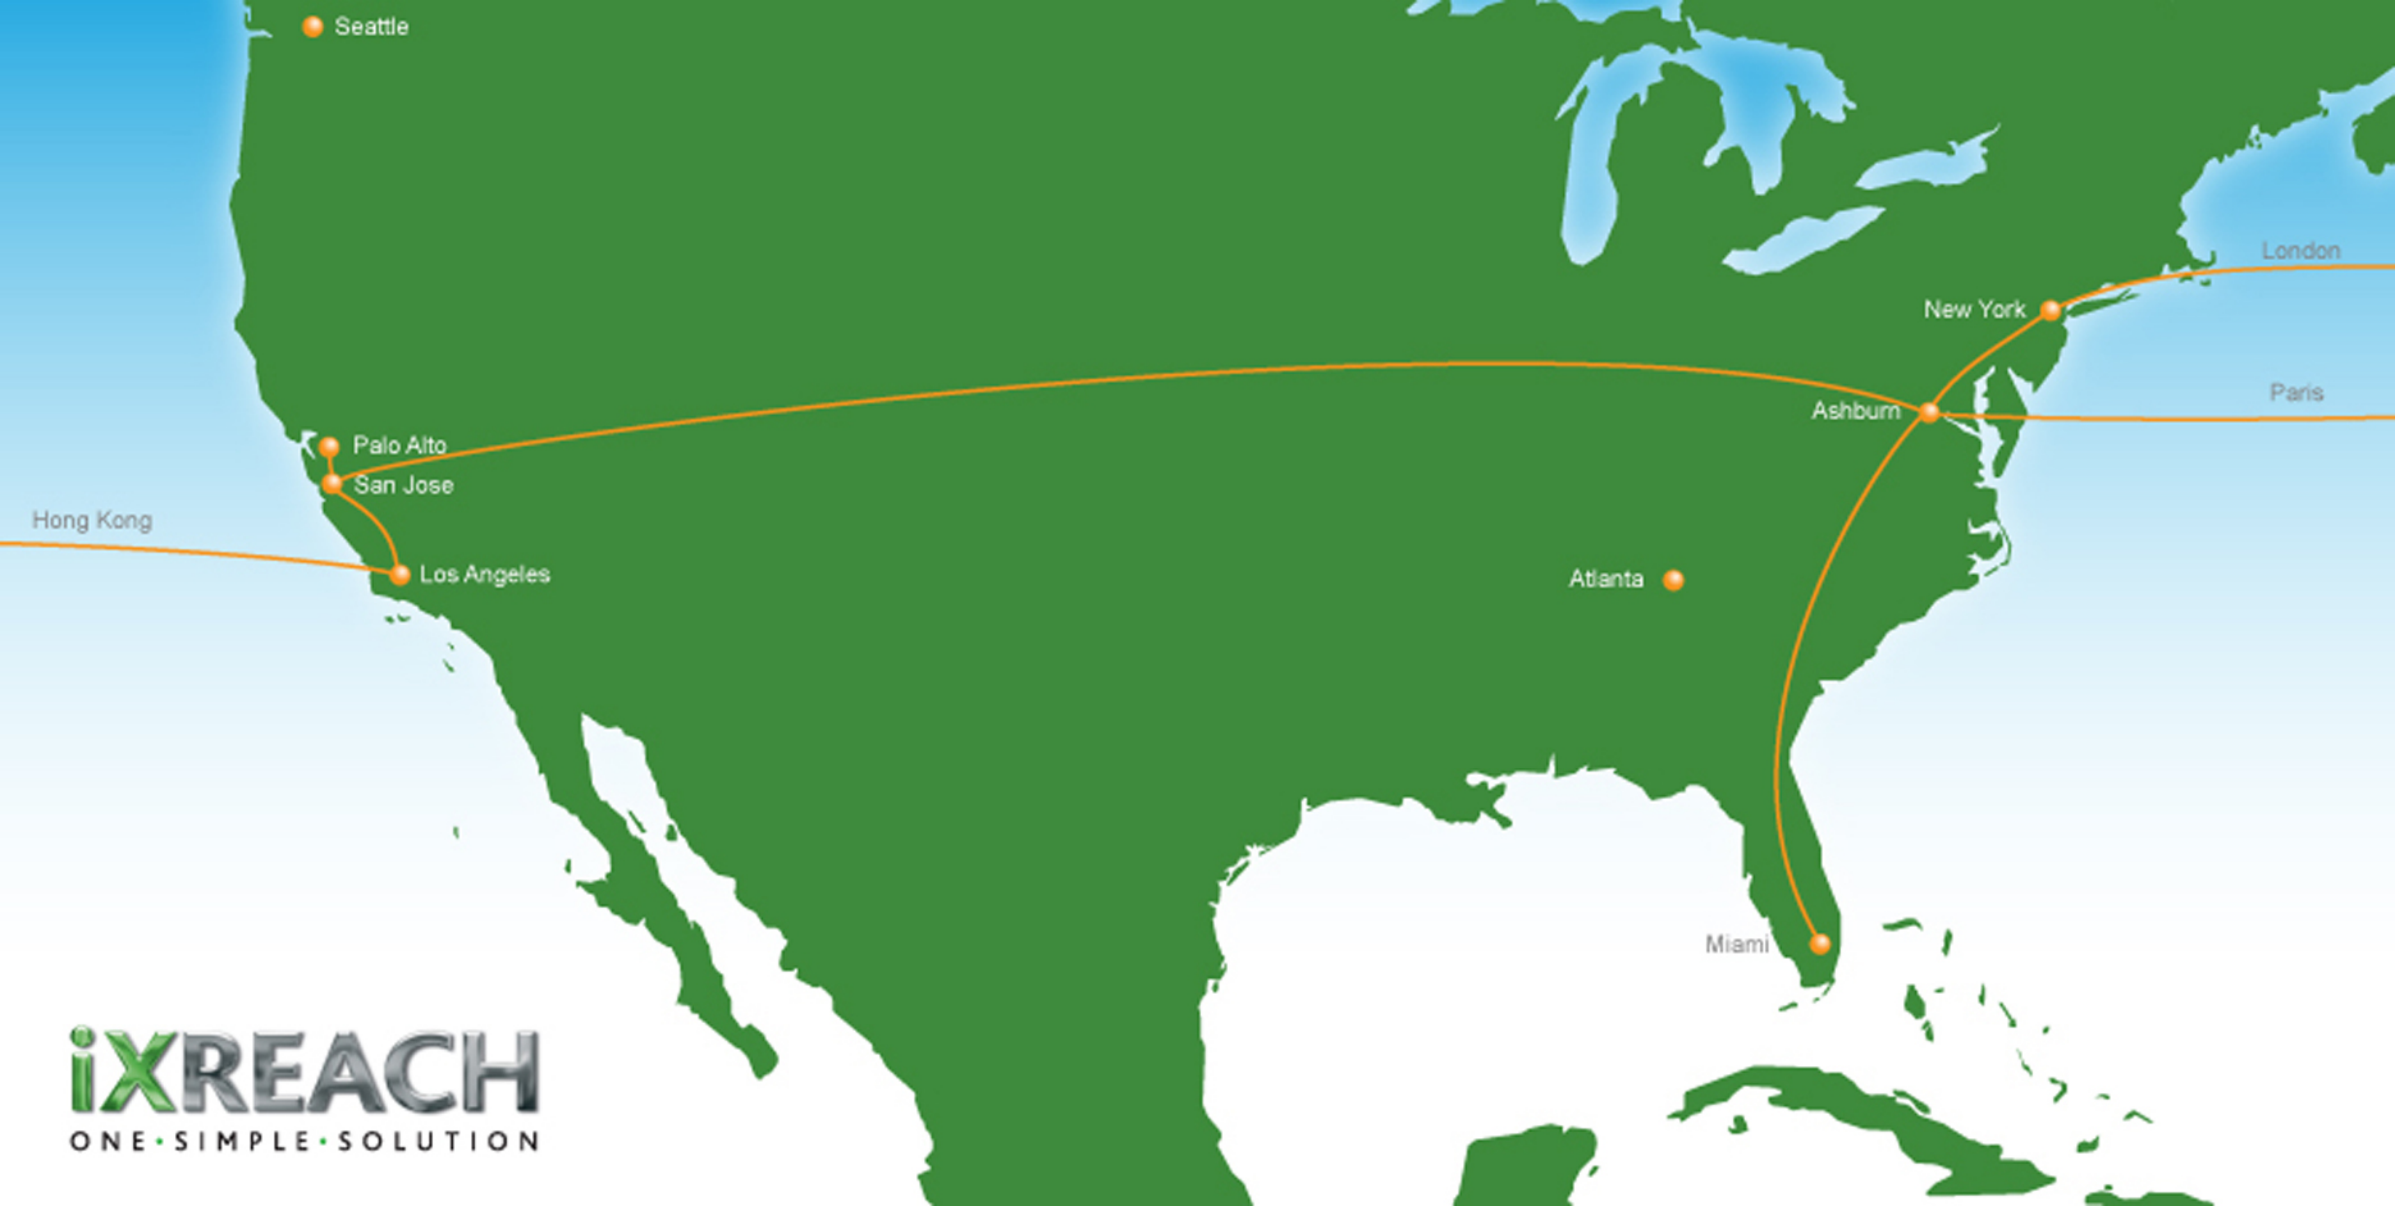 Seattle
London
New York
Paris
Ashburn
Palo Alto
San Jose
Hong Kong
Los Angeles
Atlanta
Miami
iXREACH
ONE·SIMPLE·SOLUTION